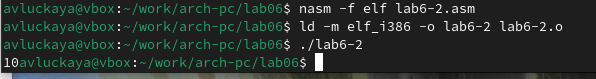 avluckaya@vbox:~/work/arch-pc/lab06$ nasm -f elf lab6-2.asm
avluckaya@vbox:~/work/arch-pc/lab06$ ld -m elf_i386 -o lab6-2 lab6-2.o
avluckaya@vbox:~/work/arch-pc/lab06$ ./lab6-2
10avluckaya@vbox:~/work/arch-pc/lab06$